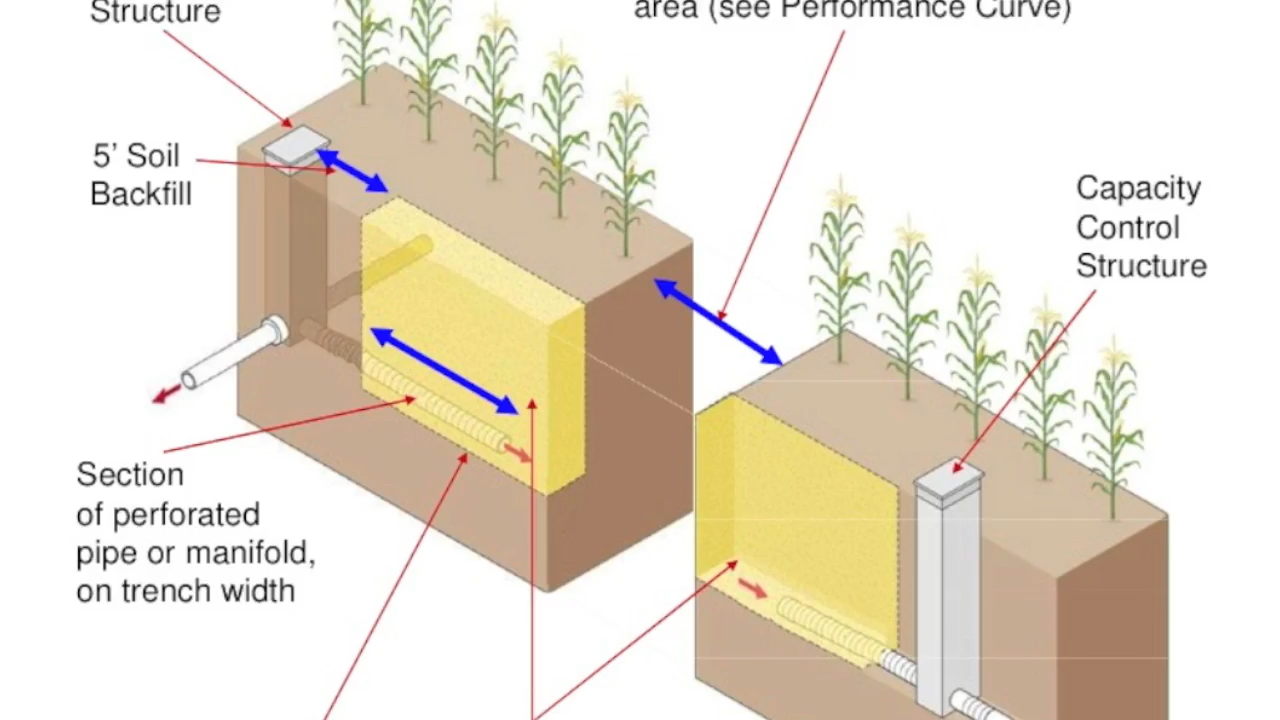 Structure
area (see Performance Curve)
5’ Soil
Backfill
Capacity
Control
Structure
Section
of perforated
pipe or manifold,
on trench width